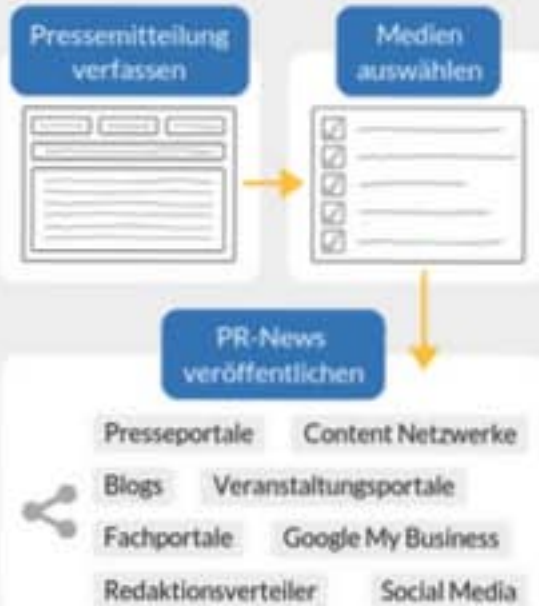 Pressemitteilung
verfassen
Medien
auswählen
PR-News
veröffentlichen
Presseportale Content Netzwerke
Blogs Veranstaltungsportale
Fachportale Google My Business
Redaktionsverteiler Social Media